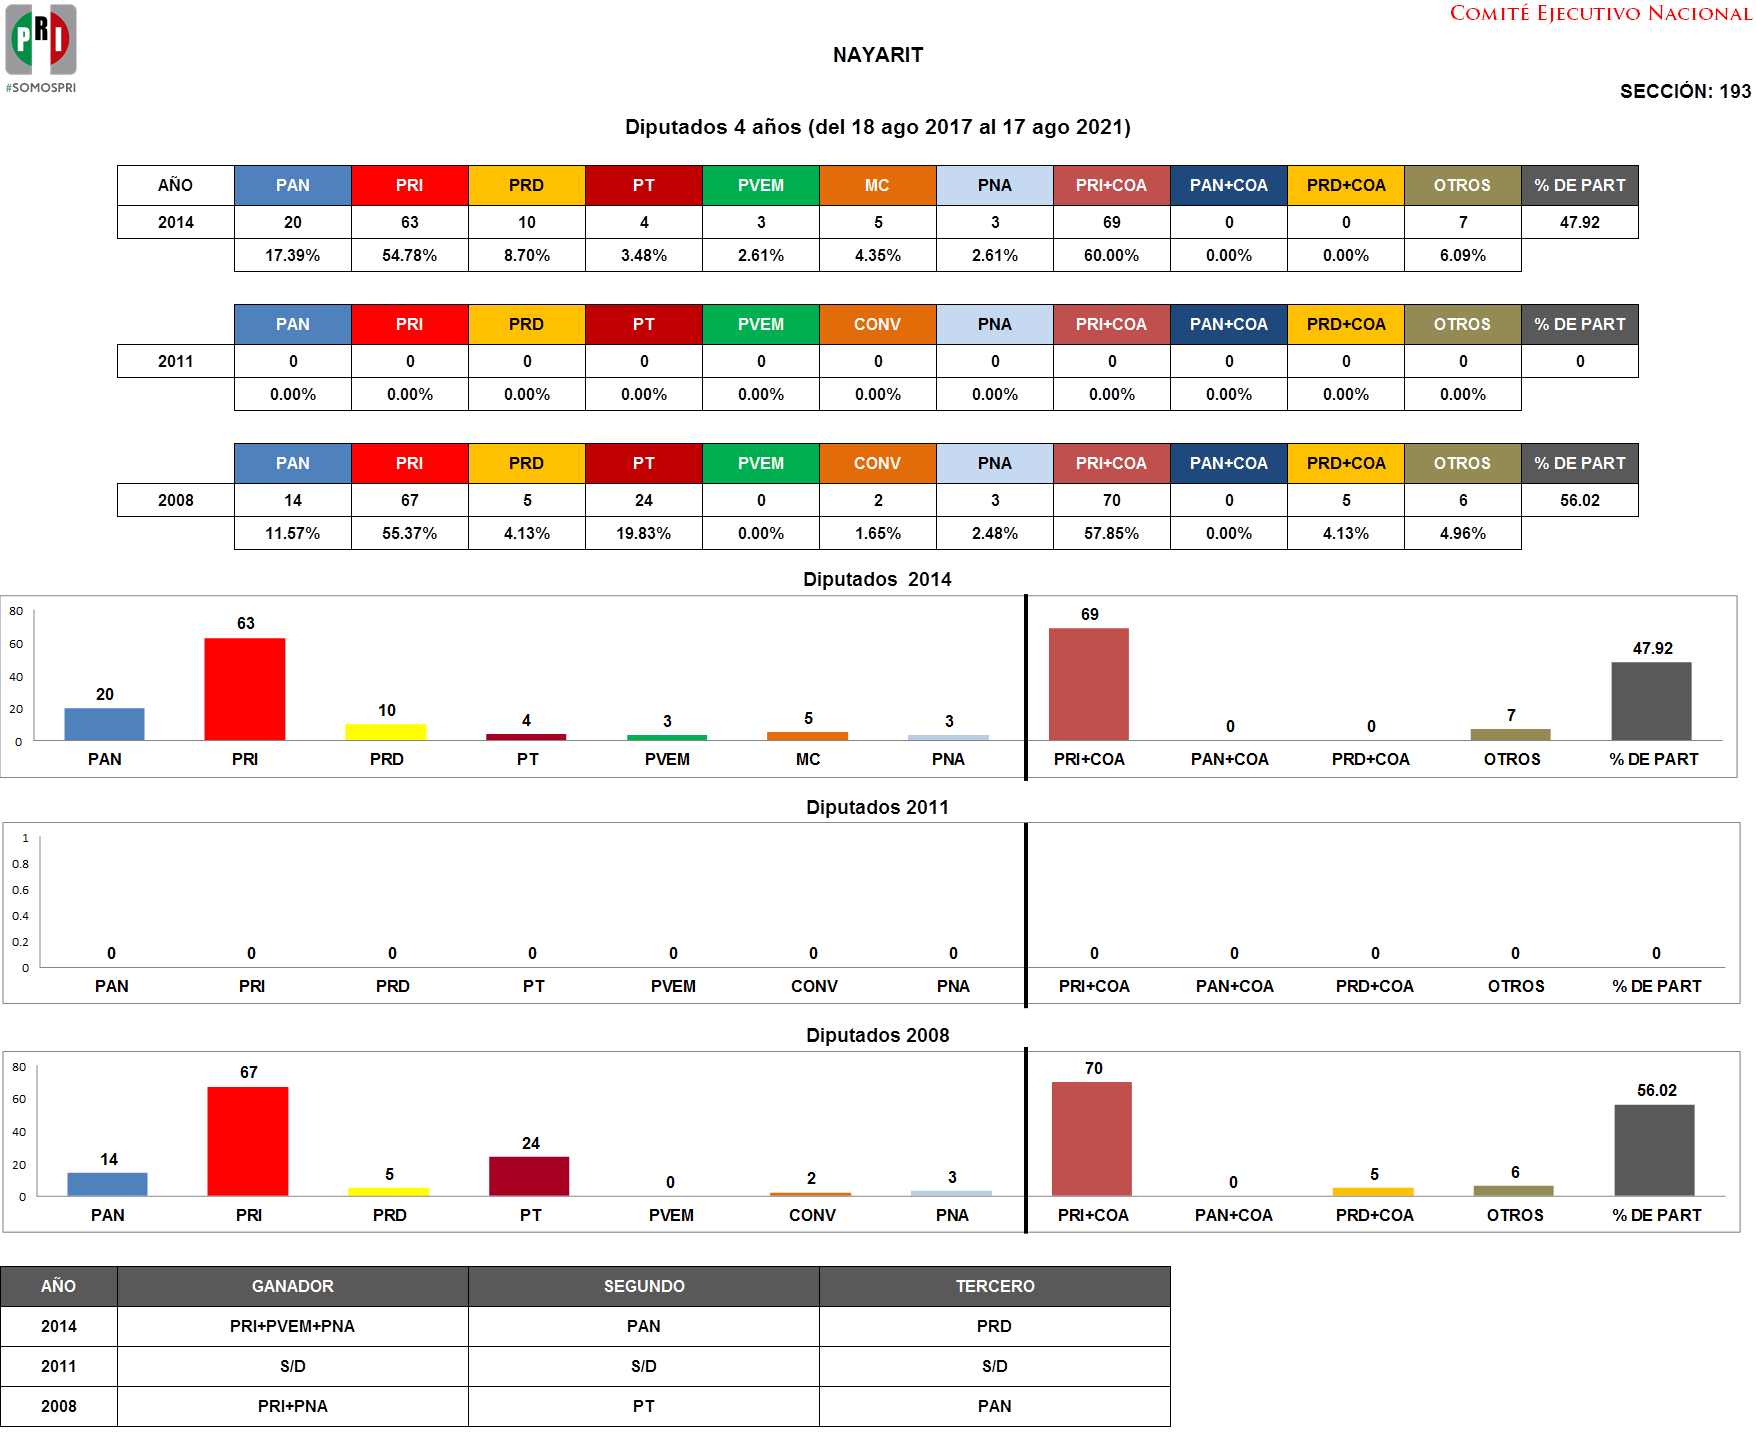 PRI
#SOMOSPRI
COMITÉ EJECUTIVO NACIONAL
NAYARIT
SECCIÓN: 193
Diputados 4 años (del 18 ago 2017 al 17 ago 2021)
AÑO PAN PRI PRD PT PVEM MC PNA PRI+COA PAN+COA PRD+COA OTROS % DE PART
2014 20 63 10 4 3 5 3 69 0 0 7 47.92
17.39% 54.78% 8.70% 3.48% 2.61% 4.35% 2.61% 60.00% 0.00% 0.00% 6.09%
PAN PRI PRD PT PVEM CONV PNA PRI+COA PAN+COA PRD+COA OTROS % DE PART
2011 0 0 0 0 0 0 0 0 0 0 0 0
0.00% 0.00% 0.00% 0.00% 0.00% 0.00% 0.00% 0.00% 0.00% 0.00% 0.00%
PAN PRI PRD PT PVEM CONV PNA PRI+COA PAN+COA PRD+COA OTROS % DE PART
2008 14 67 5 24 0 2 3 70 0 5 6 56.02
11.57% 55.37% 4.13% 19.83% 0.00% 1.65% 2.48% 57.85% 0.00% 4.13% 4.96%
Diputados 2014
80
60
40
20
0
20 63 10 4 3 5 3 69 0 0 7 47.92
PAN PRI PRD PT PVEM MC PNA PRI+COA PAN+COA PRD+COA OTROS % DE PART
Diputados 2011
1
0.8
0.6
0.4
0.2
0
0 0 0 0 0 0 0 0 0 0 0 0
PAN PRI PRD PT PVEM CONV PNA PRI+COA PAN+COA PRD+COA OTROS % DE PART
Diputados 2008
80
60
40
20
0
14 67 5 24 0 2 3 70 0 5 6 56.02
PAN PRI PRD PT PVEM CONV PNA PRI+COA PAN+COA PRD+COA OTROS % DE PART
AÑO GANADOR SEGUNDO TERCERO
2014 PRI+PVEM+PNA PAN PRD
2011 S/D S/D S/D
2008 PRI+PNA PT PAN